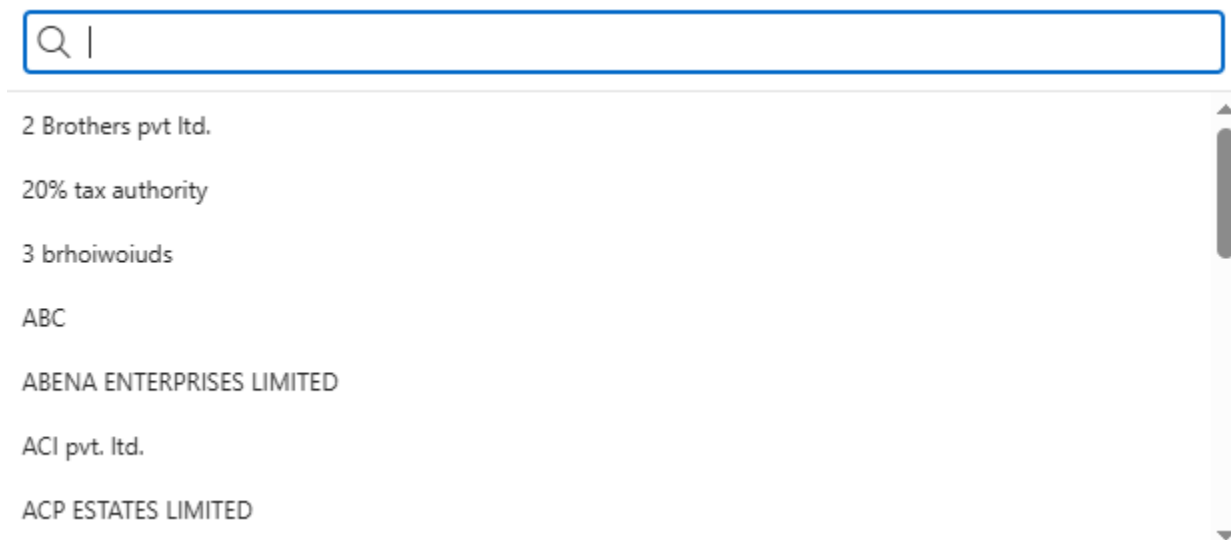 2 Brothers pvt ltd.
20% tax authority
3 brhoiwoiuds
ABC
ABENA ENTERPRISES LIMITED
ACI pvt. ltd.
ACP ESTATES LIMITED